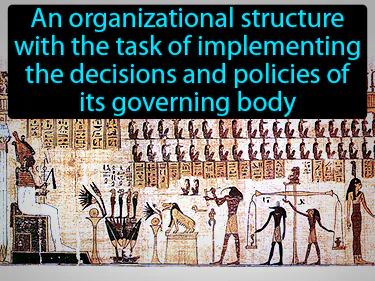 An organizational structure
with the task of implementing
the decisions and policies of
its governing body